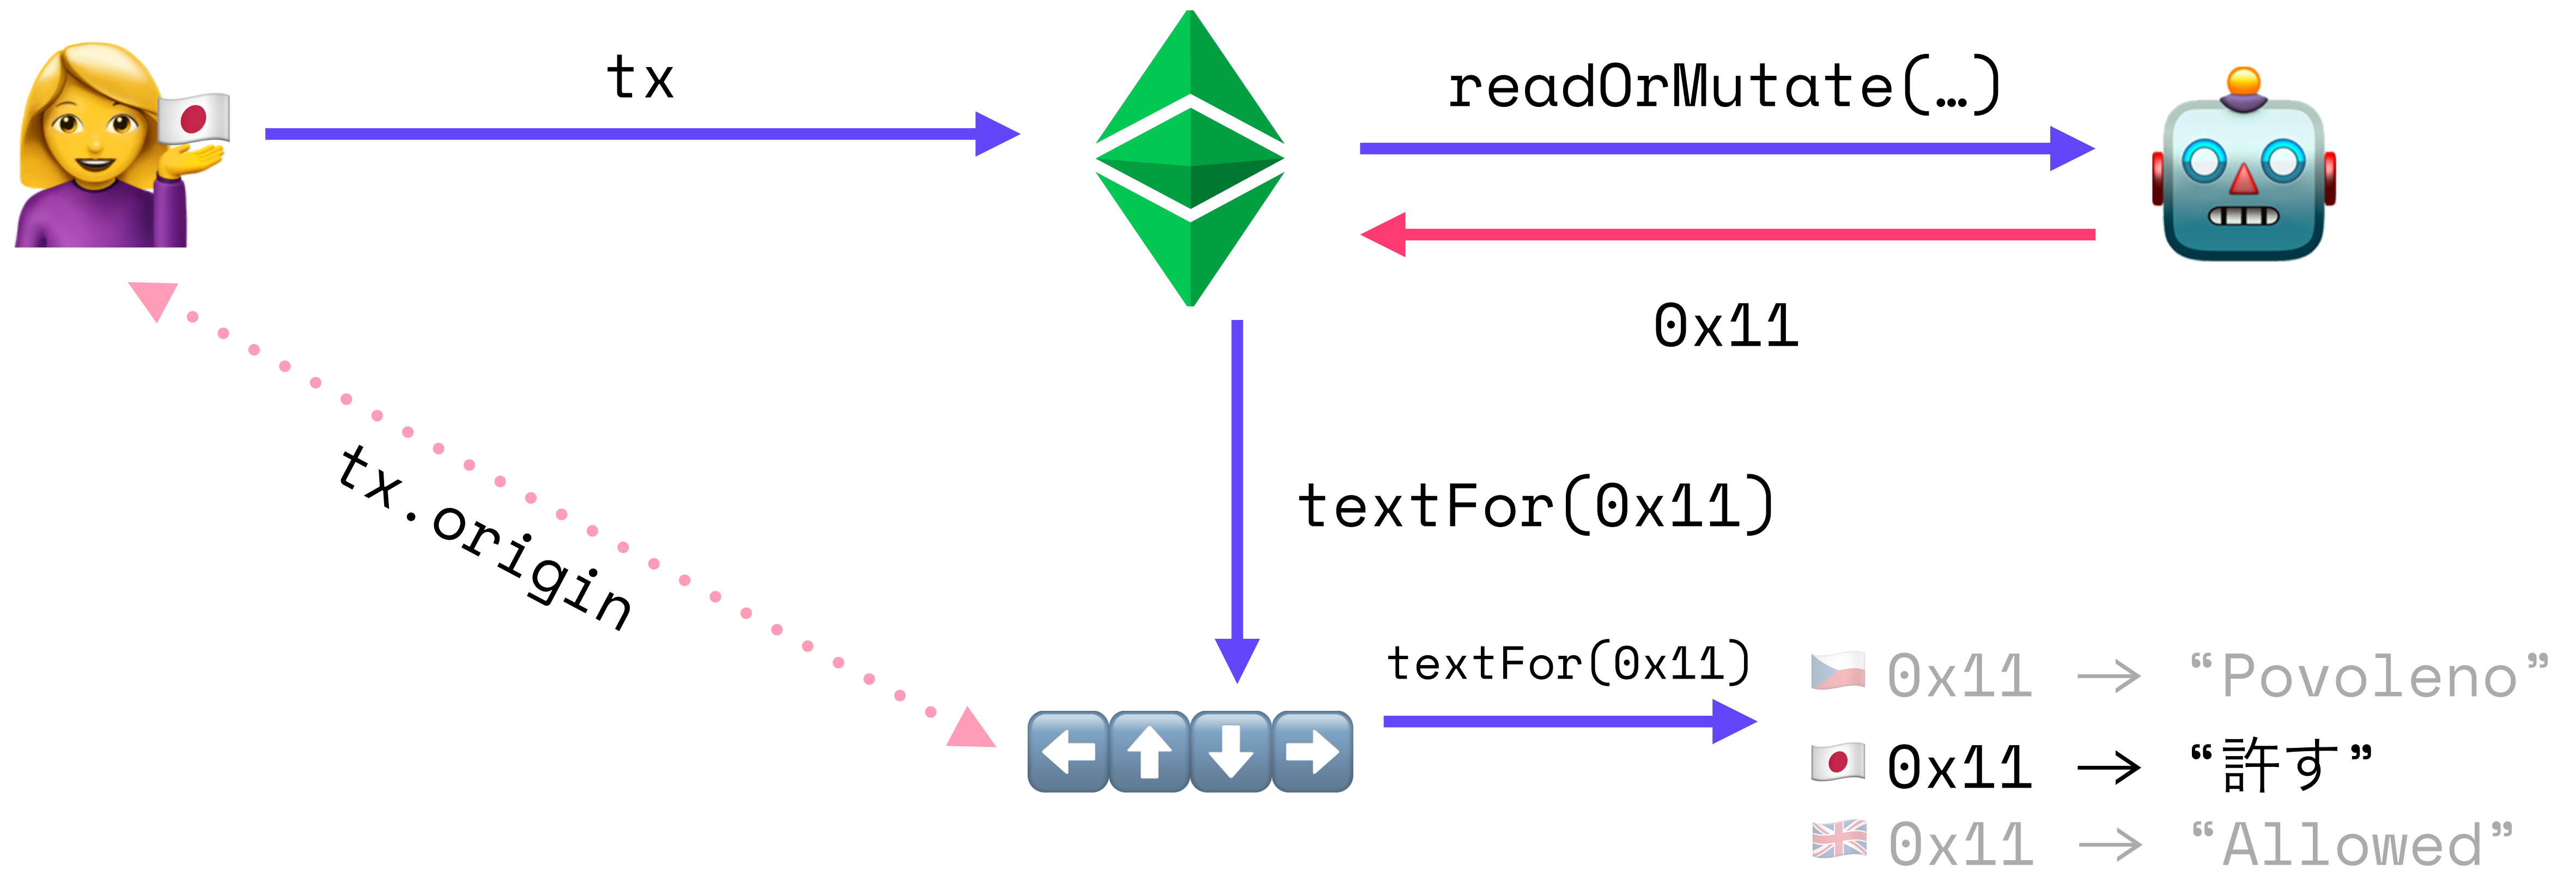 tx
readOrMutate(…)
0x11
tx.origin
textFor(0x11)
textFor(0x11)
0x11 → “Povoleno”
0x11 → “許す”
0x11 → “Allowed”